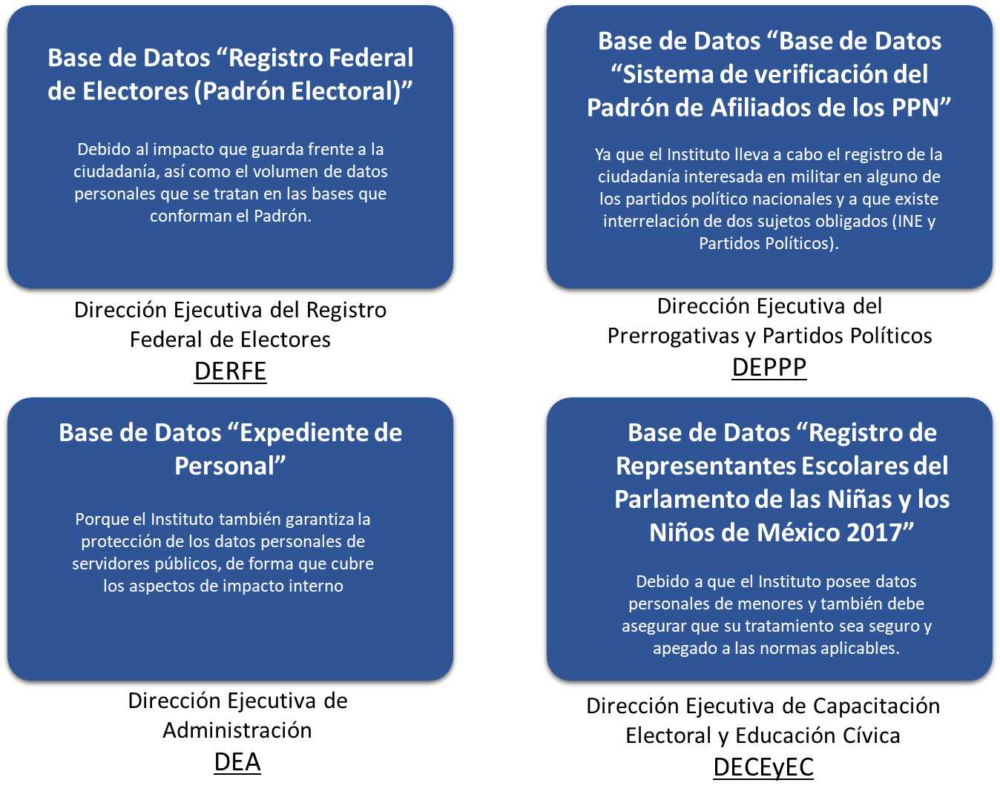 Base de Datos “Registro Federal
de Electores (Padrón Electoral)”
Debido al impacto que guarda frente a la
ciudadanía, así como el volumen de datos
personales que se tratan en las bases que
conforman el Padrón.
Dirección Ejecutiva del Registro
Federal de Electores
DERFE
Base de Datos “Base de Datos
“Sistema de verificación del
Padrón de Afiliados de los PPN”
Ya que el Instituto lleva a cabo el registro de la
ciudadanía interesada en militar en alguno de
los partidos político nacionales y a que existe
interrelación de dos sujetos obligados (INE y
Partidos Políticos).
Dirección Ejecutiva del
Prerrogativas y Partidos Políticos
DEPPP
Base de Datos “Expediente de
Personal”
Porque el Instituto también garantiza la
protección de los datos personales de
servidores públicos, de forma que cubre
los aspectos de impacto interno
Dirección Ejecutiva de
Administración
DEA
Base de Datos “Registro de
Representantes Escolares del
Parlamento de las Niñas y los
Niños de México 2017”
Debido a que el Instituto posee datos
personales de menores y también debe
asegurar que su tratamiento sea seguro y
apegado a las normas aplicables.
Dirección Ejecutiva de Capacitación
Electoral y Educación Cívica
DECEyEC